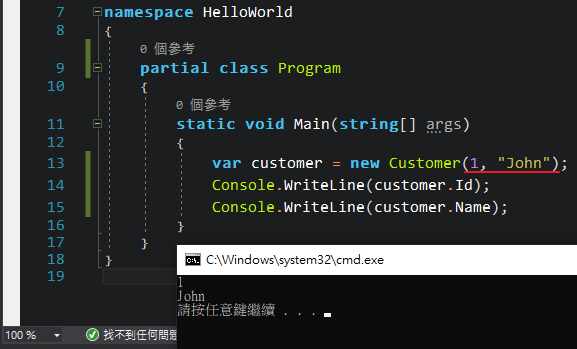 7 namespace HelloWorld
8 {
0 個參考
9 partial class Program
10 {
0 個參考
11 static void Main(string[] args)
12 {
13 var customer = new Customer(1, "John");
14 Console.WriteLine(customer.Id);
15 Console.WriteLine(customer.Name);
16 }
17 }
18 }
19
C:\Windows\system32\cmd.exe
1
John
請按任意鍵繼續 . . .
100 %
找不到任何問題